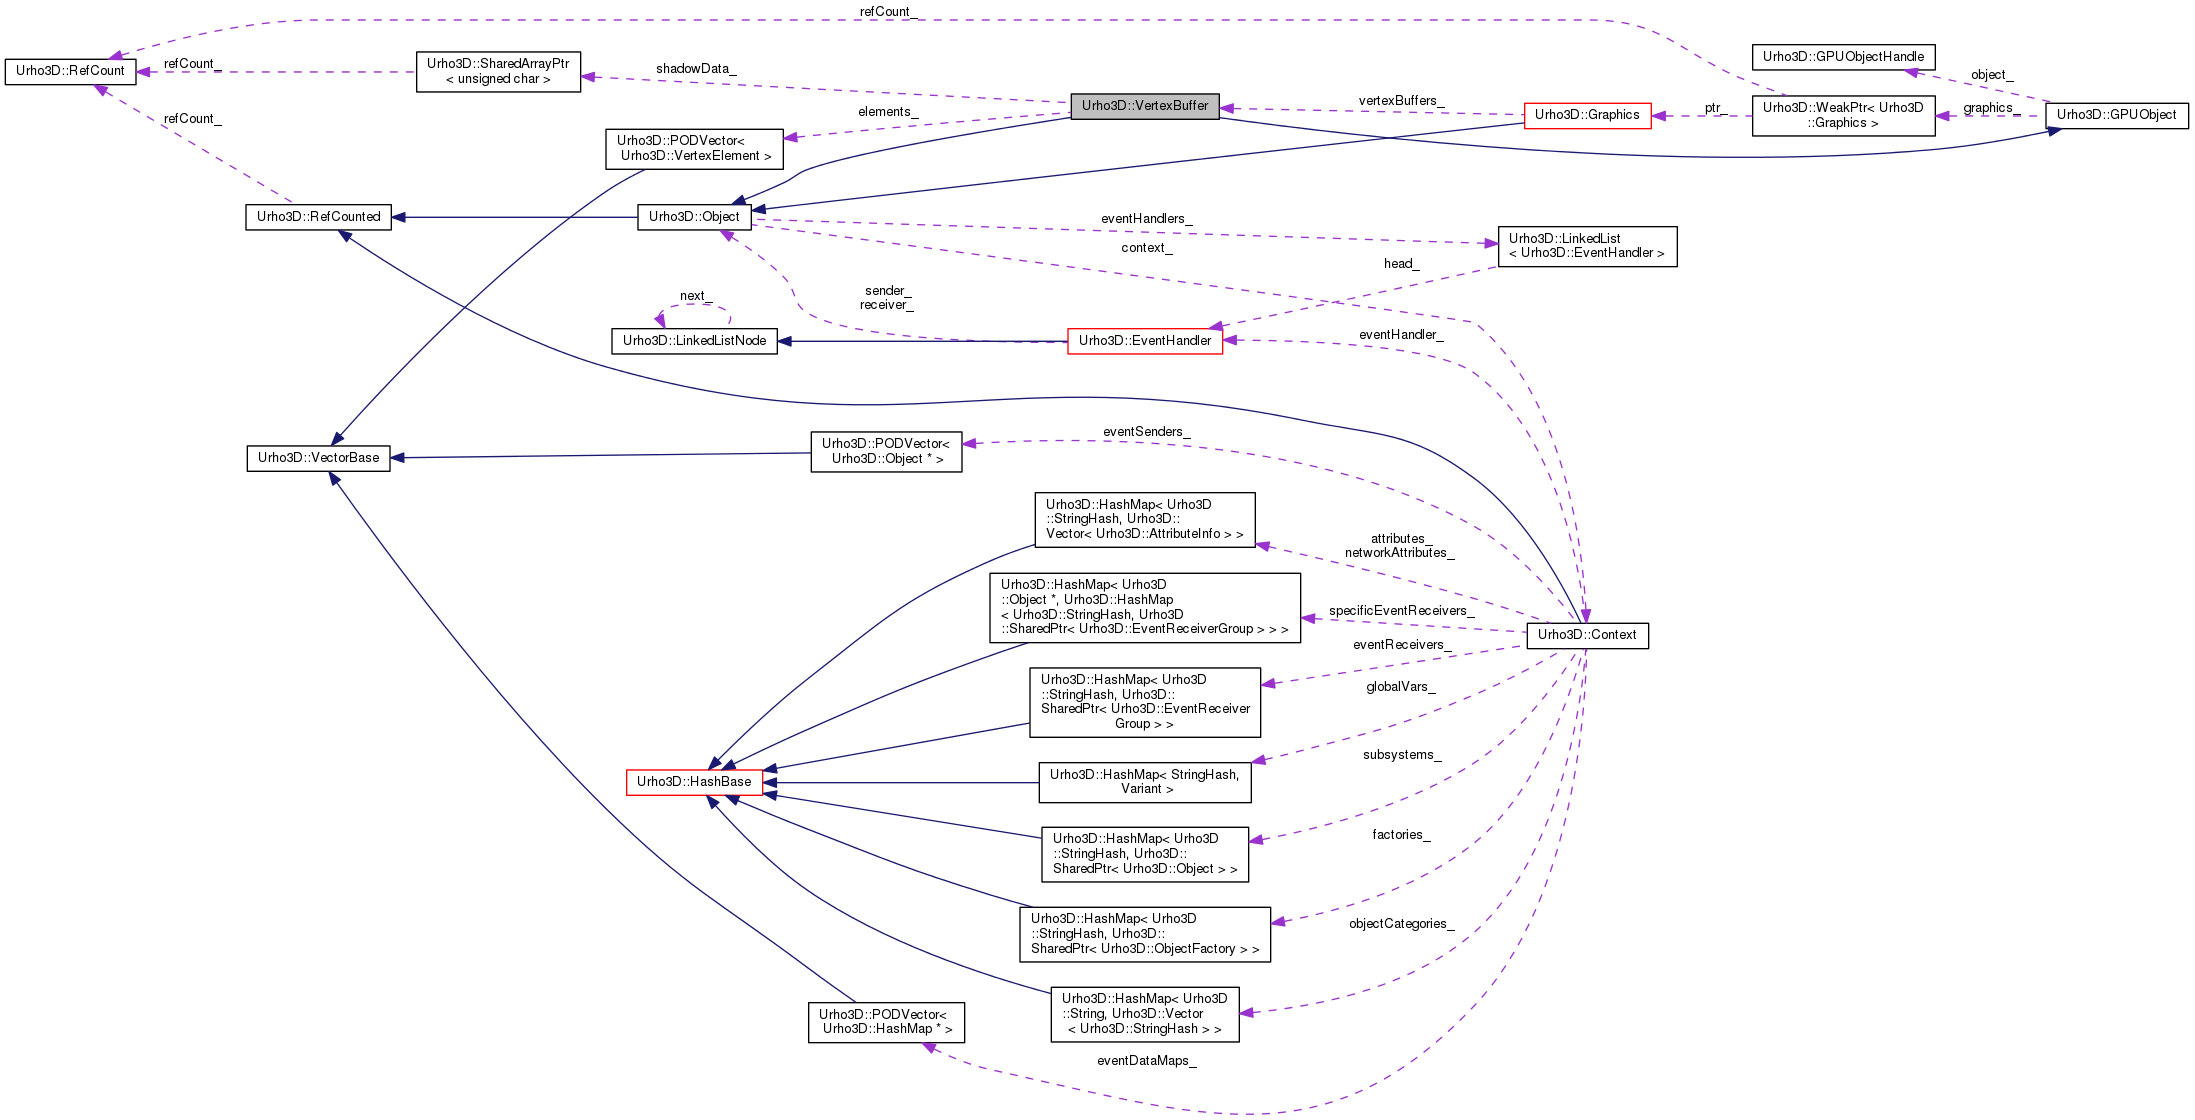 refCount_
Urho3D::GPUObjectHandle
Urho3D::SharedArrayPtr
< unsigned char >
Urho3D::RefCount
refCount_
shadowData_
object_
Urho3D::VertexBuffer
vertexBuffers_
Urho3D::Graphics
ptr_
Urho3D::WeakPtr< Urho3D
::Graphics >
graphics_
Urho3D::GPUObject
refCount_
elements_
Urho3D::PODVector<
Urho3D::VertexElement >
Urho3D::RefCounted
Urho3D::Object
eventHandlers_
context_
Urho3D::LinkedList
< Urho3D::EventHandler >
head_
sender_
receiver_
next_
Urho3D::LinkedListNode
Urho3D::EventHandler
eventHandler_
eventSenders_
Urho3D::VectorBase
Urho3D::PODVector<
Urho3D::Object * >
Urho3D::HashMap< Urho3D
::StringHash, Urho3D::
Vector< Urho3D::AttributeInfo > >
attributes_
networkAttributes_
Urho3D::HashMap< Urho3D
::Object *, Urho3D::HashMap
< Urho3D::StringHash, Urho3D
::SharedPtr< Urho3D::EventReceiverGroup > > >
specificEventReceivers_
Urho3D::Context
eventReceivers_
Urho3D::HashMap< Urho3D
::StringHash, Urho3D::
SharedPtr< Urho3D::EventReceiver
Group > >
globalVars_
Urho3D::HashBase
Urho3D::HashMap< StringHash,
Variant >
subsystems_
Urho3D::HashMap< Urho3D
::StringHash, Urho3D::
SharedPtr< Urho3D::Object > >
factories_
Urho3D::HashMap< Urho3D
::StringHash, Urho3D::
SharedPtr< Urho3D::ObjectFactory > >
objectCategories_
Urho3D::HashMap< Urho3D
::String, Urho3D::Vector
< Urho3D::StringHash > >
Urho3D::PODVector<
Urho3D::HashMap * >
eventDataMaps_